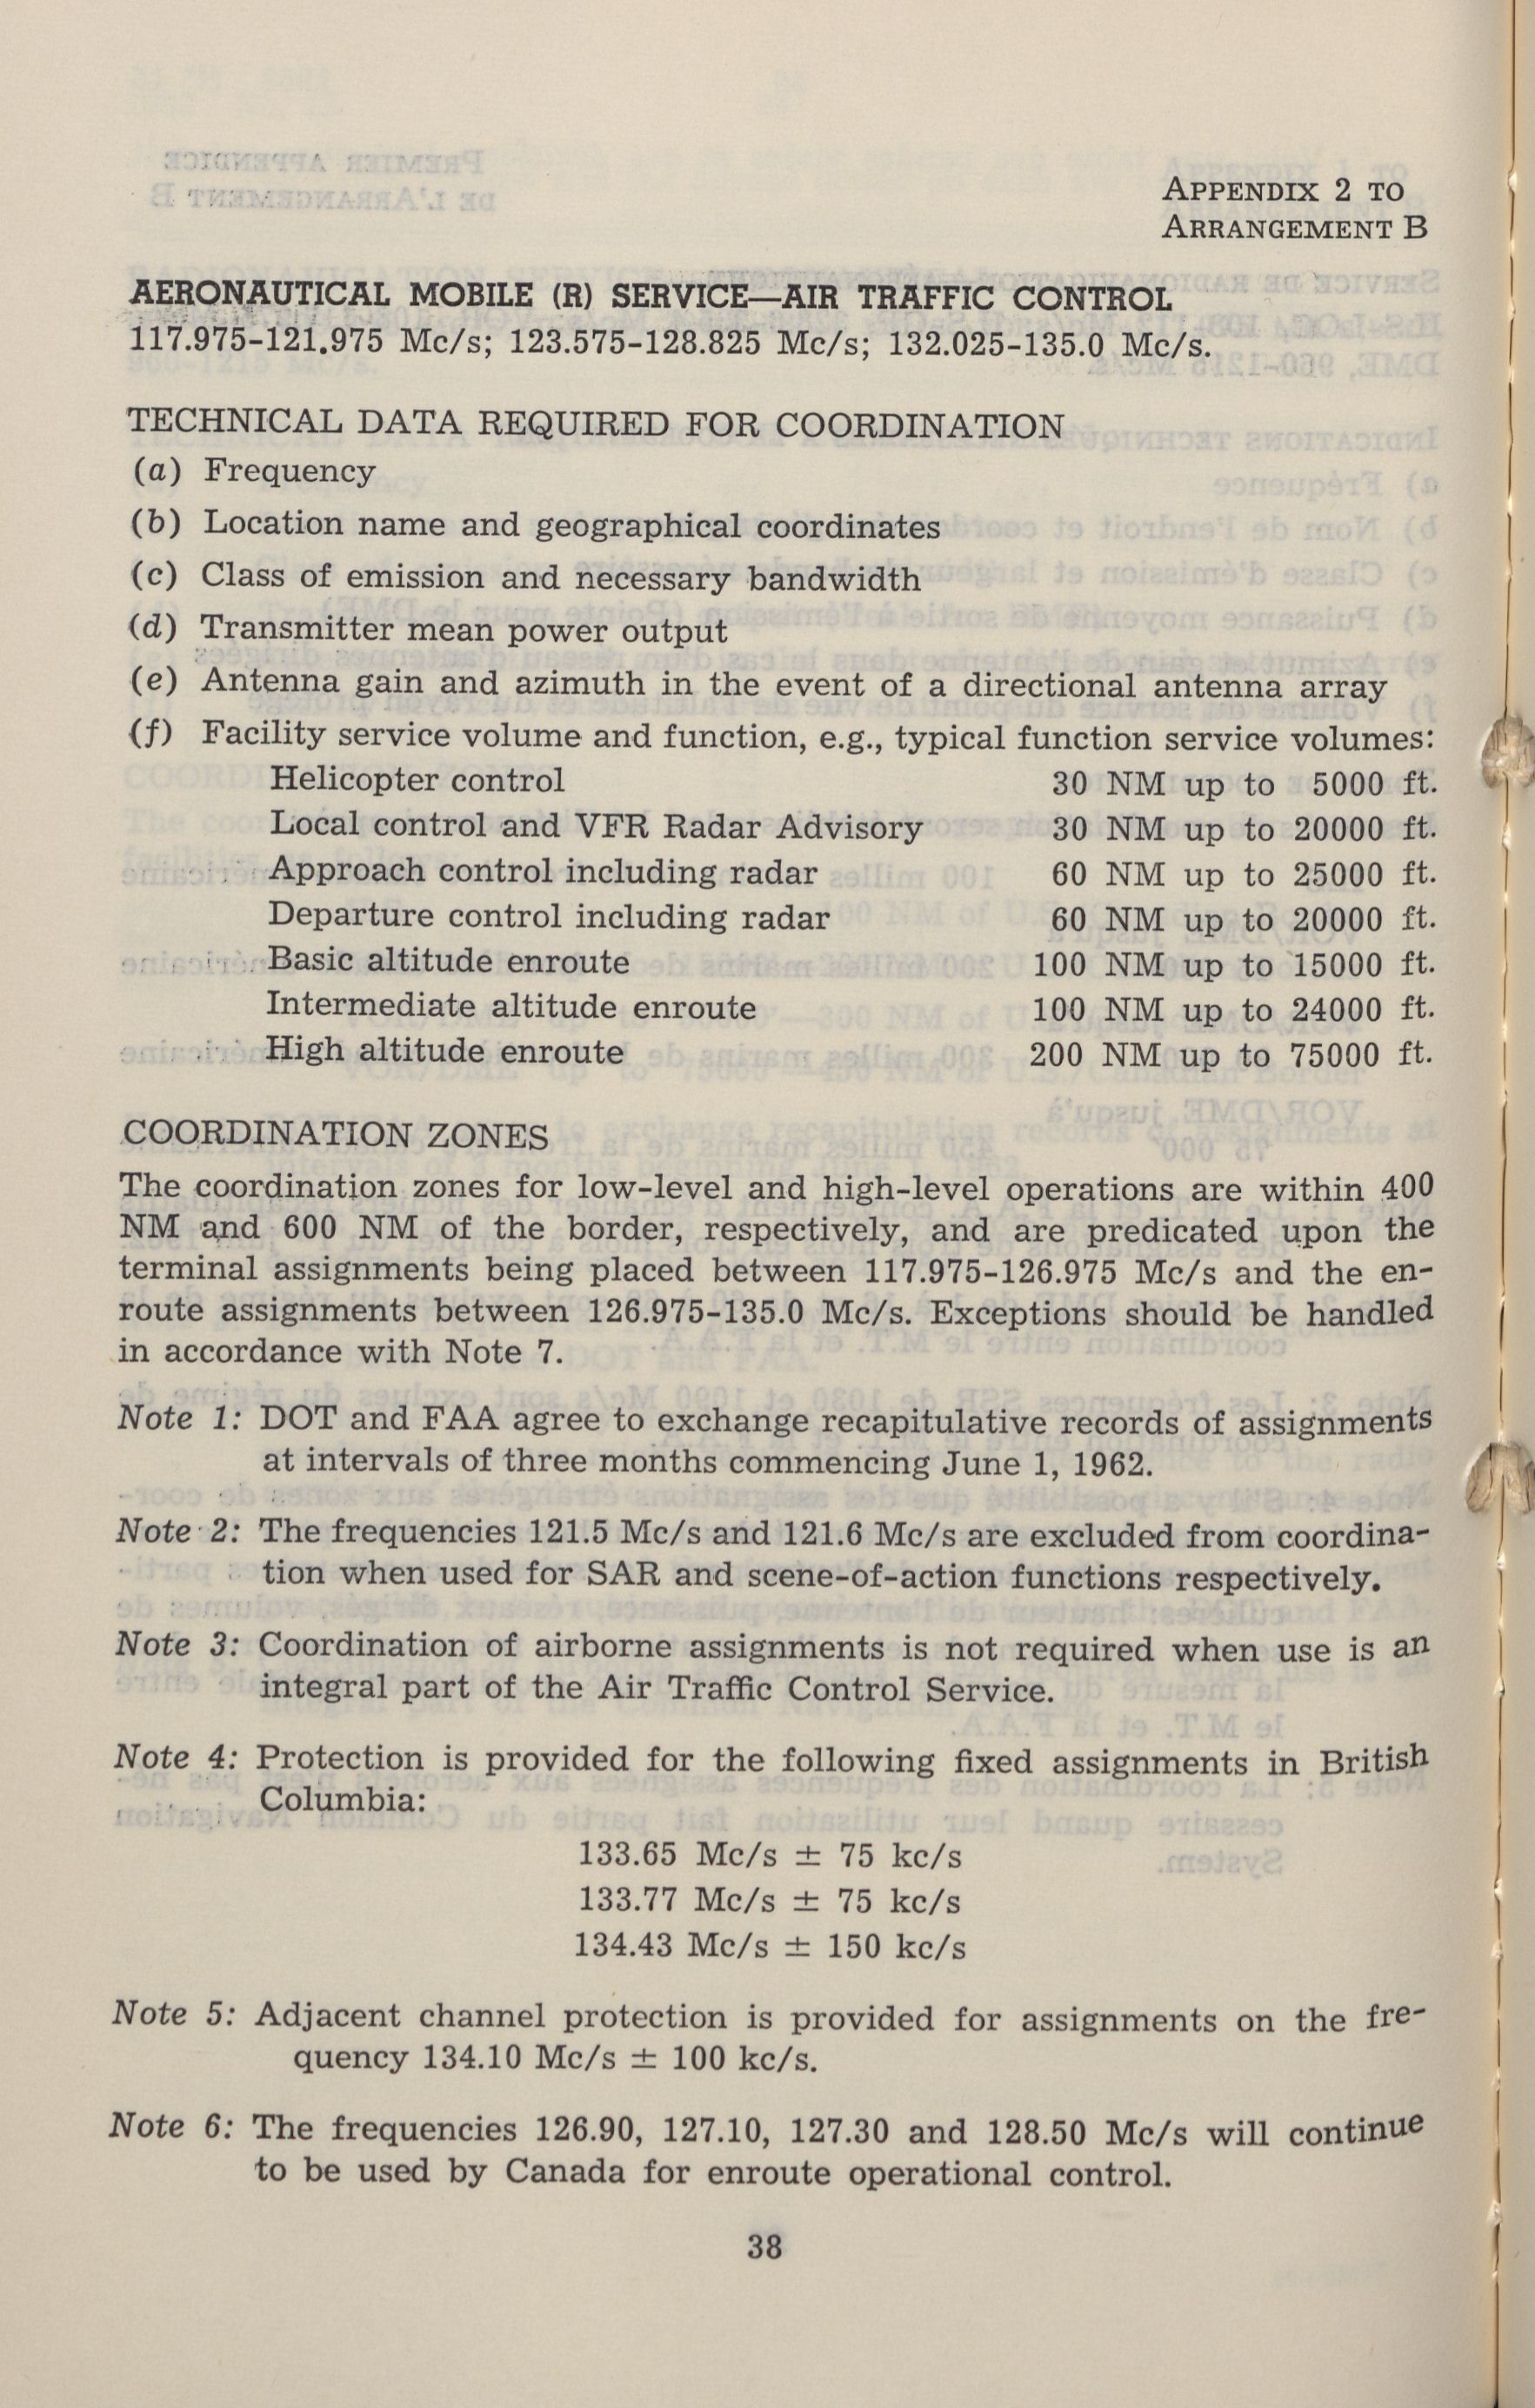 APPENDIX 2 TO
ARRANGEMENT B
AERONAUTICAL MOBILE (R) SERVICE—AIR TRAFFIC CONTROL
117.975-121.975 Mc/s; 123.575-128.825 Mc/s; 132.025-135.0 Mc/s.
TECHNICAL DATA REQUIRED FOR COORDINATION
(a) Frequency
(b) Location name and geographical coordinates
(c) Class of emission and necessary bandwidth
(d) Transmitter mean power output
(e) Antenna gain and azimuth in the event of a directional antenna array
(f) Facility service volume and function, e.g., typical function service volumes:
Helicopter control 30 NM up to 5000 ft.
Local control and VFR Radar Advisory 30 NM up to 20000 ft.
Approach control including radar 60 NM up to 25000 ft.
Departure control including radar 60 NM up to 20000 ft.
Basic altitude enroute 100 NM up to 15000 ft.
Intermediate altitude enroute 100 NM up to 24000 ft.
High altitude enroute 200 NM up to 75000 ft.
COORDINATION ZONES
The coordination zones for low-level and high-level operations are within 400
NM and 600 NM of the border, respectively, and are predicated upon the
terminal assignments being placed between 117.975-126.975 Mc/s and the en-
route assignments between 126.975-135.0 Mc/s. Exceptions should be handled
in accordance with Note 7.
Note 1: DOT and FAA agree to exchange recapitulative records of assignments
at intervals of three months commencing June 1, 1962.
Note 2: The frequencies 121.5 Mc/s and 121.6 Mc/s are excluded from coordina-
tion when used for SAR and scene-of-action functions respectively.
Note 3: Coordination of airborne assignments is not required when use is an
integral part of the Air Traffic Control Service.
Note 4: Protection is provided for the following fixed assignments in British
Columbia:
133.65 Mc/s ± 75 kc/s
133.77 Mc/s ± 75 kc/s
134.43 Mc/s ± 150 kc/s
Note 5: Adjacent channel protection is provided for assignments on the fre-
quency 134.10 Mc/s ± 100 kc/s.
Note 6: The frequencies 126.90, 127.10, 127.30 and 128.50 Mc/s will continue
to be used by Canada for enroute operational control.
38